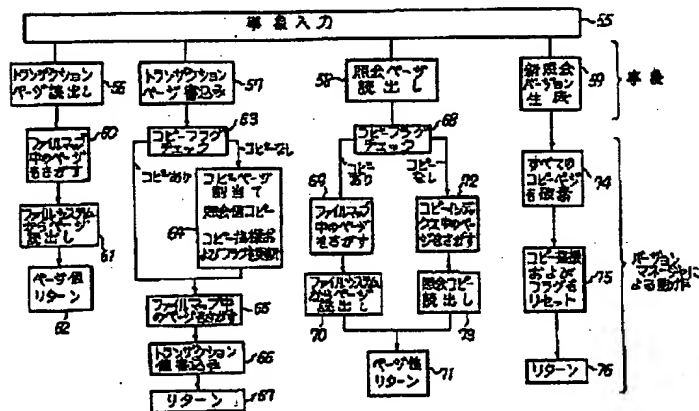 事象入力
55
トランザクション
ページ読出し
56
トランザクション
ページ書込み
57
照会ページ
読出し
58
新照会
バージョン
生成
59
事象
60
ファイルマップ
中のページ
をさがす
ファイルシステム
からページ
読出し
61
ページ値
リターン
62
63
コピーフラグ
チェック
コピーあり
コピーなし
コピーページ
割当て
照会値コピー
64
ファイルマップ中
のページをさがす
65
トランザクション
値書込み
66
リターン
67
68
コピーフラグ
チェック
コピー
あり
コピー
なし
69
ファイルマップ
中のページ
をさがす
72
コピーインデッ
クス中のペー
ジをさがす
ファイルシステム
からページ
読出し
70
照会コピー
読出し
73
ページ値
リターン
71
すべての
コピーページ
を放棄
74
コピー指標
および
フラグを
リセット
75
リターン
76
バージョン
マネージャに
よる動作